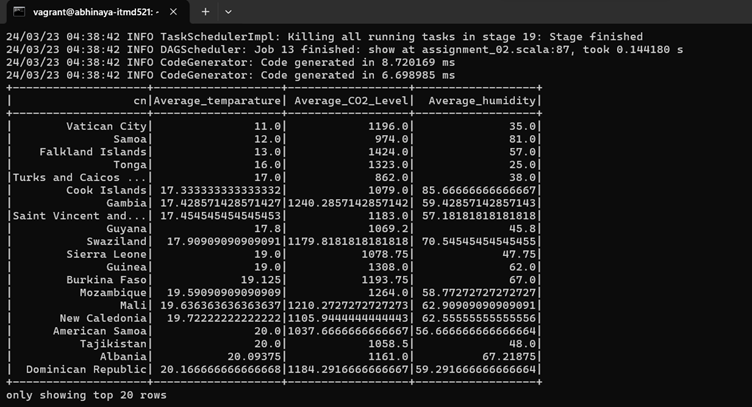 vagrant@abhinaya-itmd521: ~
24/03/23 04:38:42 INFO TaskSchedulerImpl: Killing all running tasks in stage 19: Stage finished
24/03/23 04:38:42 INFO DAGScheduler: Job 13 finished: show at assignment_02.scala:87, took 0.144180 s
24/03/23 04:38:42 INFO CodeGenerator: Code generated in 8.720169 ms
24/03/23 04:38:42 INFO CodeGenerator: Code generated in 6.698985 ms
+--------------------+------------------+------------------+------------------+
|                  cn|Average_temparature| Average_CO2_Level|  Average_humidity|
+--------------------+------------------+------------------+------------------+
|        Vatican City|              11.0|            1196.0|              35.0|
|               Samoa|              12.0|             974.0|              81.0|
|    Falkland Islands|              13.0|            1424.0|              57.0|
|               Tonga|              16.0|            1323.0|              25.0|
|Turks and Caicos ...|              17.0|             862.0|              38.0|
|        Cook Islands| 17.333333333333332|            1079.0| 85.66666666666667|
|              Gambia| 17.428571428571427|1240.2857142857142| 59.42857142857143|
|Saint Vincent and...| 17.454545454545453|            1183.0| 57.18181818181818|
|              Guyana|              17.8|            1069.2|              45.8|
|           Swaziland|  17.90909090909091|1179.8181818181818| 70.54545454545455|
|        Sierra Leone|              19.0|           1078.75|             47.75|
|              Guinea|              19.0|            1308.0|              62.0|
|        Burkina Faso|            19.125|           1193.75|              67.0|
|          Mozambique|  19.59090909090909|            1264.0| 58.77272727272727|
|                Mali| 19.636363636363637|1210.2727272727273| 62.90909090909091|
|       New Caledonia|  19.72222222222222|1105.9444444444443| 62.55555555555556|
|      American Samoa|              20.0|1037.6666666666667|56.666666666666664|
|          Tajikistan|              20.0|            1058.5|              48.0|
|             Albania|          20.09375|            1161.0|          67.21875|
|  Dominican Republic| 20.166666666666668|1184.2916666666667|59.291666666666664|
+--------------------+------------------+------------------+------------------+
only showing top 20 rows